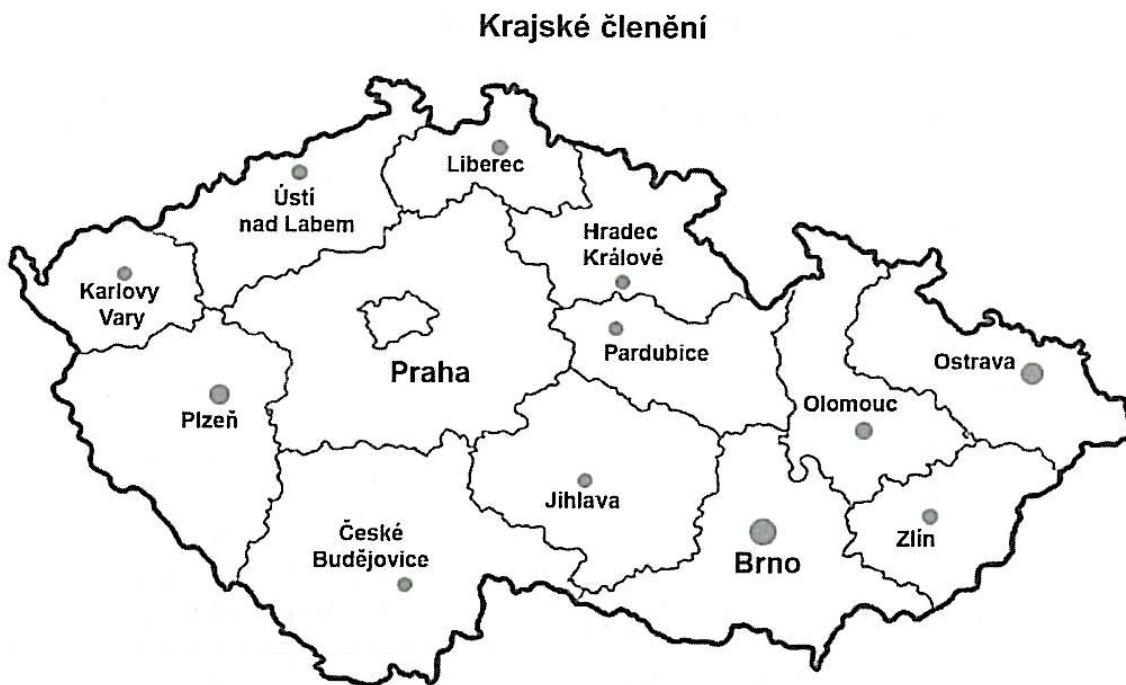 Krajské členění
Liberec
Ústí
nad Labem
Hradec
Králové
Karlovy
Vary
Pardubice
Praha
Ostrava
Plzeň
Olomouc
Jihlava
České
Budějovice
Zlín
Brno